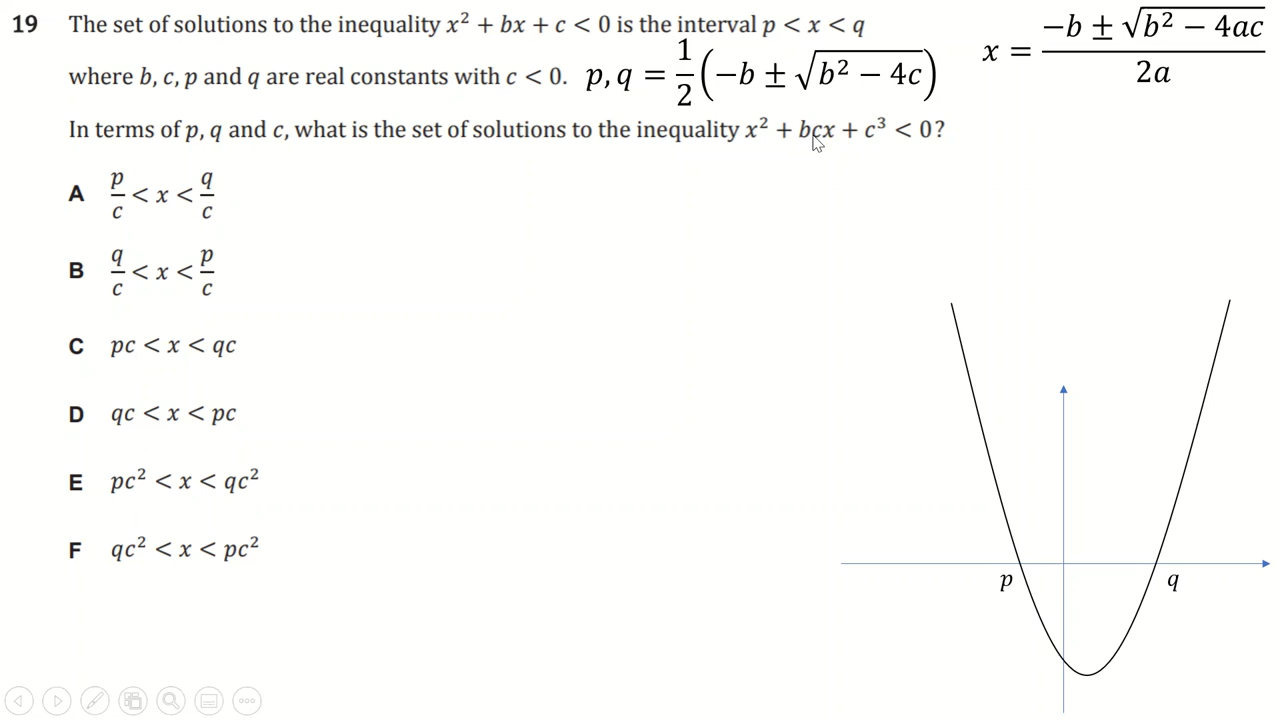 19 The set of solutions to the inequality x² + bx + c < 0 is the interval p < x < q
x = (−b ± √(b² − 4ac)) / 2a
where b, c, p and q are real constants with c < 0. p, q = 1/2 (−b ± √(b² − 4c))
In terms of p, q and c, what is the set of solutions to the inequality x² + bcx + c³ < 0?
A p/c < x < q/c
B q/c < x < p/c
C pc < x < qc
D qc < x < pc
E pc² < x < qc²
F qc² < x < pc²
p q